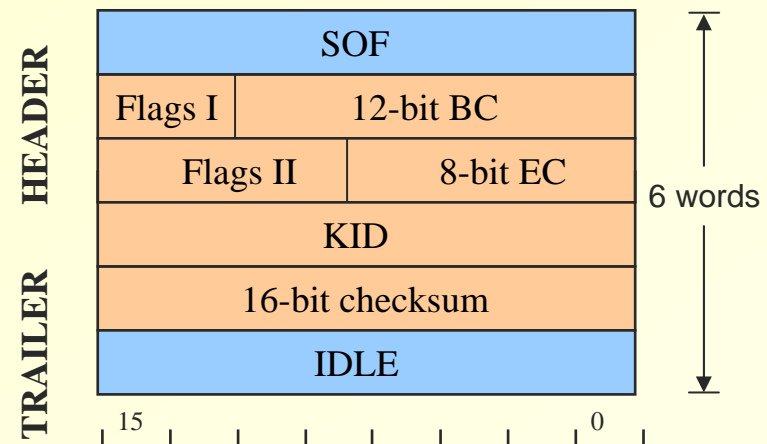 HEADER
SOF
Flags I 12-bit BC
Flags II 8-bit EC
KID
6 words
TRAILER
16-bit checksum
IDLE
15 0